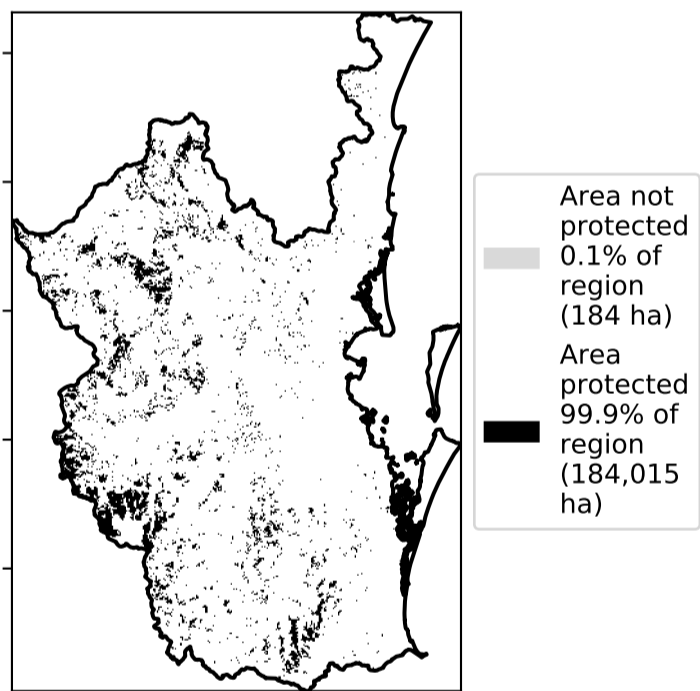 Area not
protected
0.1% of
region
(184 ha)
Area
protected
99.9% of
region
(184,015
ha)